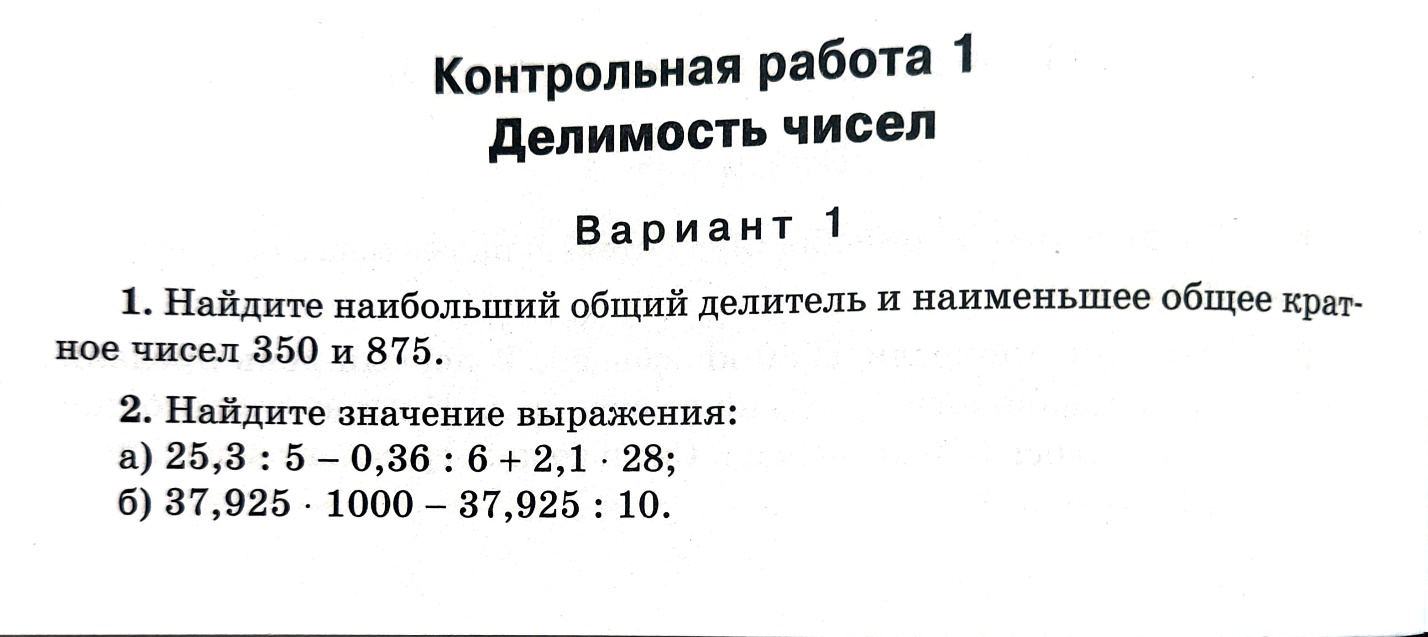 Контрольная работа 1
Делимость чисел
Вариант 1
1. Найдите наибольший общий делитель и наименьшее общее крат-
ное чисел 350 и 875.
2. Найдите значение выражения:
а) 25,3 : 5 – 0,36 : 6 + 2,1 · 28;
б) 37,925 · 1000 – 37,925 : 10.